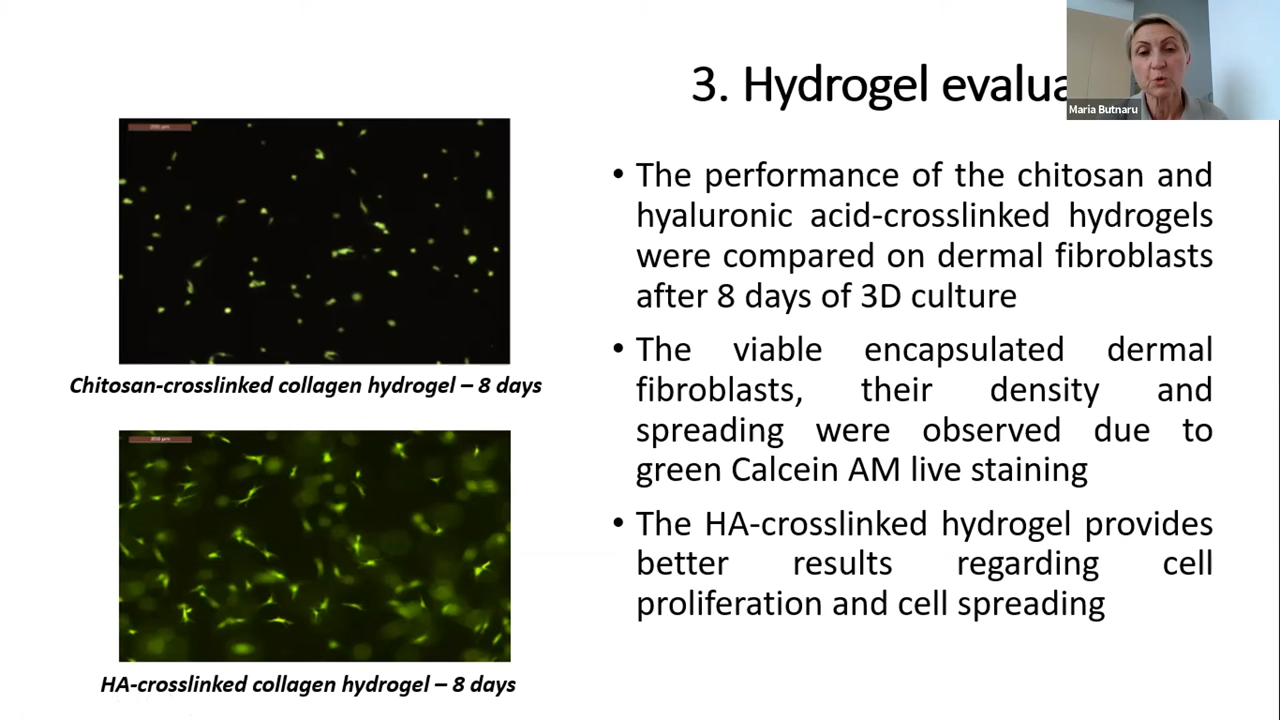 3. Hydrogel evalua
Maria Butnaru
• The performance of the chitosan and
hyaluronic acid-crosslinked hydrogels
were compared on dermal fibroblasts
after 8 days of 3D culture
• The viable encapsulated dermal
fibroblasts, their density and
spreading were observed due to
green Calcein AM live staining
• The HA-crosslinked hydrogel provides
better results regarding cell
proliferation and cell spreading
Chitosan-crosslinked collagen hydrogel – 8 days
HA-crosslinked collagen hydrogel – 8 days